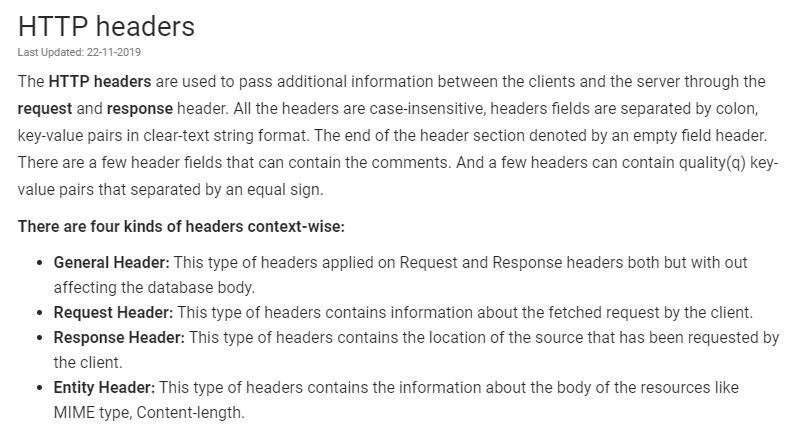 HTTP headers
Last Updated: 22-11-2019
The HTTP headers are used to pass additional information between the clients and the server through the
request and response header. All the headers are case-insensitive, headers fields are separated by colon,
key-value pairs in clear-text string format. The end of the header section denoted by an empty field header.
There are a few header fields that can contain the comments. And a few headers can contain quality(q) key-
value pairs that separated by an equal sign.
There are four kinds of headers context-wise:
• General Header: This type of headers applied on Request and Response headers both but with out
affecting the database body.
• Request Header: This type of headers contains information about the fetched request by the client.
• Response Header: This type of headers contains the location of the source that has been requested by
the client.
• Entity Header: This type of headers contains the information about the body of the resources like
MIME type, Content-length.